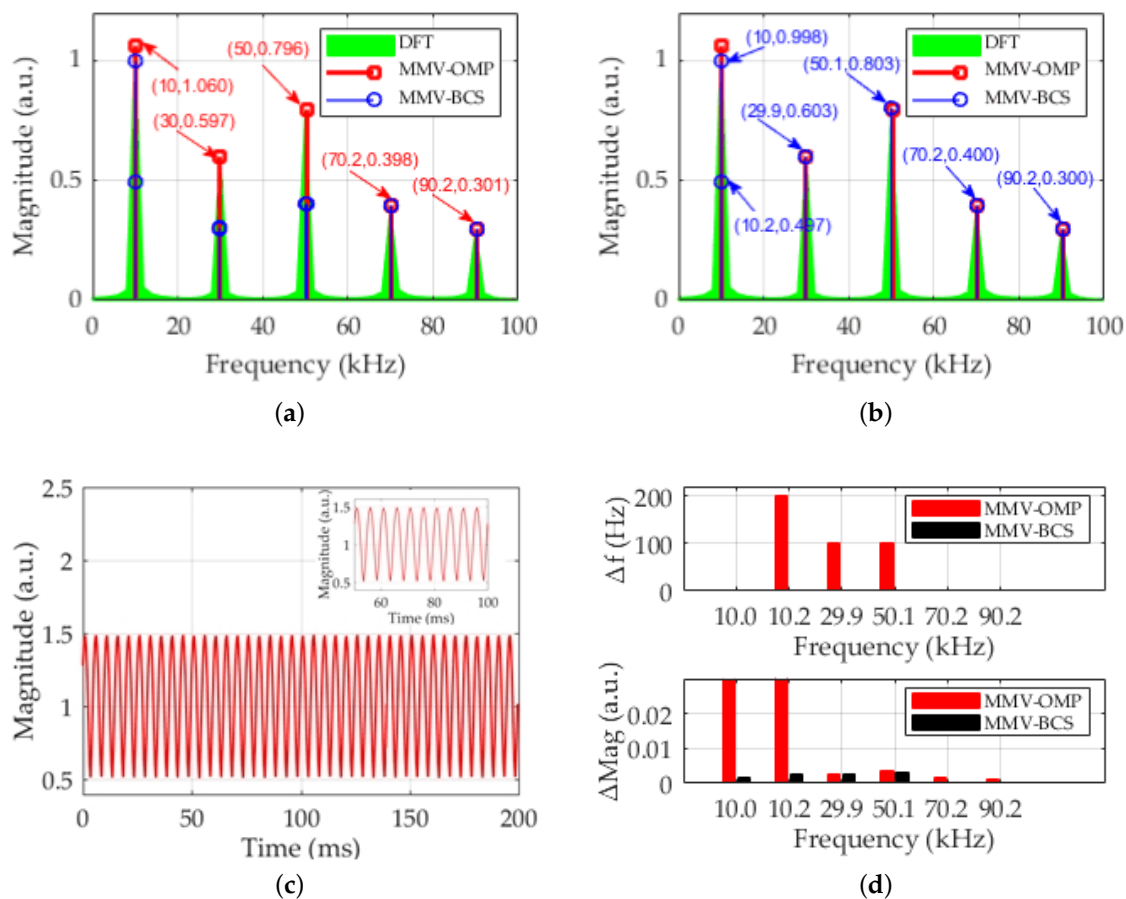 (50,0.796)
DFT
MMV-OMP
MMV-BCS
(10,1.060)
(30,0.597)
(70.2,0.398)
(90.2,0.301)
Magnitude (a.u.)
1
0.5
0
0 20 40 60 80 100
Frequency (kHz)
(a)
(10,0.998)
DFT
MMV-OMP
MMV-BCS
(50.1,0.803)
(29.9,0.603)
(70.2,0.400)
(90.2,0.300)
(10.2,0.497)
Magnitude (a.u.)
1
0.5
0
0 20 40 60 80 100
Frequency (kHz)
(b)
Magnitude (a.u.)
2.5
2
1.5
1
0.5
0 50 100 150 200
Time (ms)
Magnitude (a.u.)
1.5
1
0.5
60 80 100
Time (ms)
(c)
Δf (Hz)
200
100
0
MMV-OMP
MMV-BCS
10.0 10.2 29.9 50.1 70.2 90.2
Frequency (kHz)
ΔMag (a.u.)
0.02
0.01
0
MMV-OMP
MMV-BCS
10.0 10.2 29.9 50.1 70.2 90.2
Frequency (kHz)
(d)